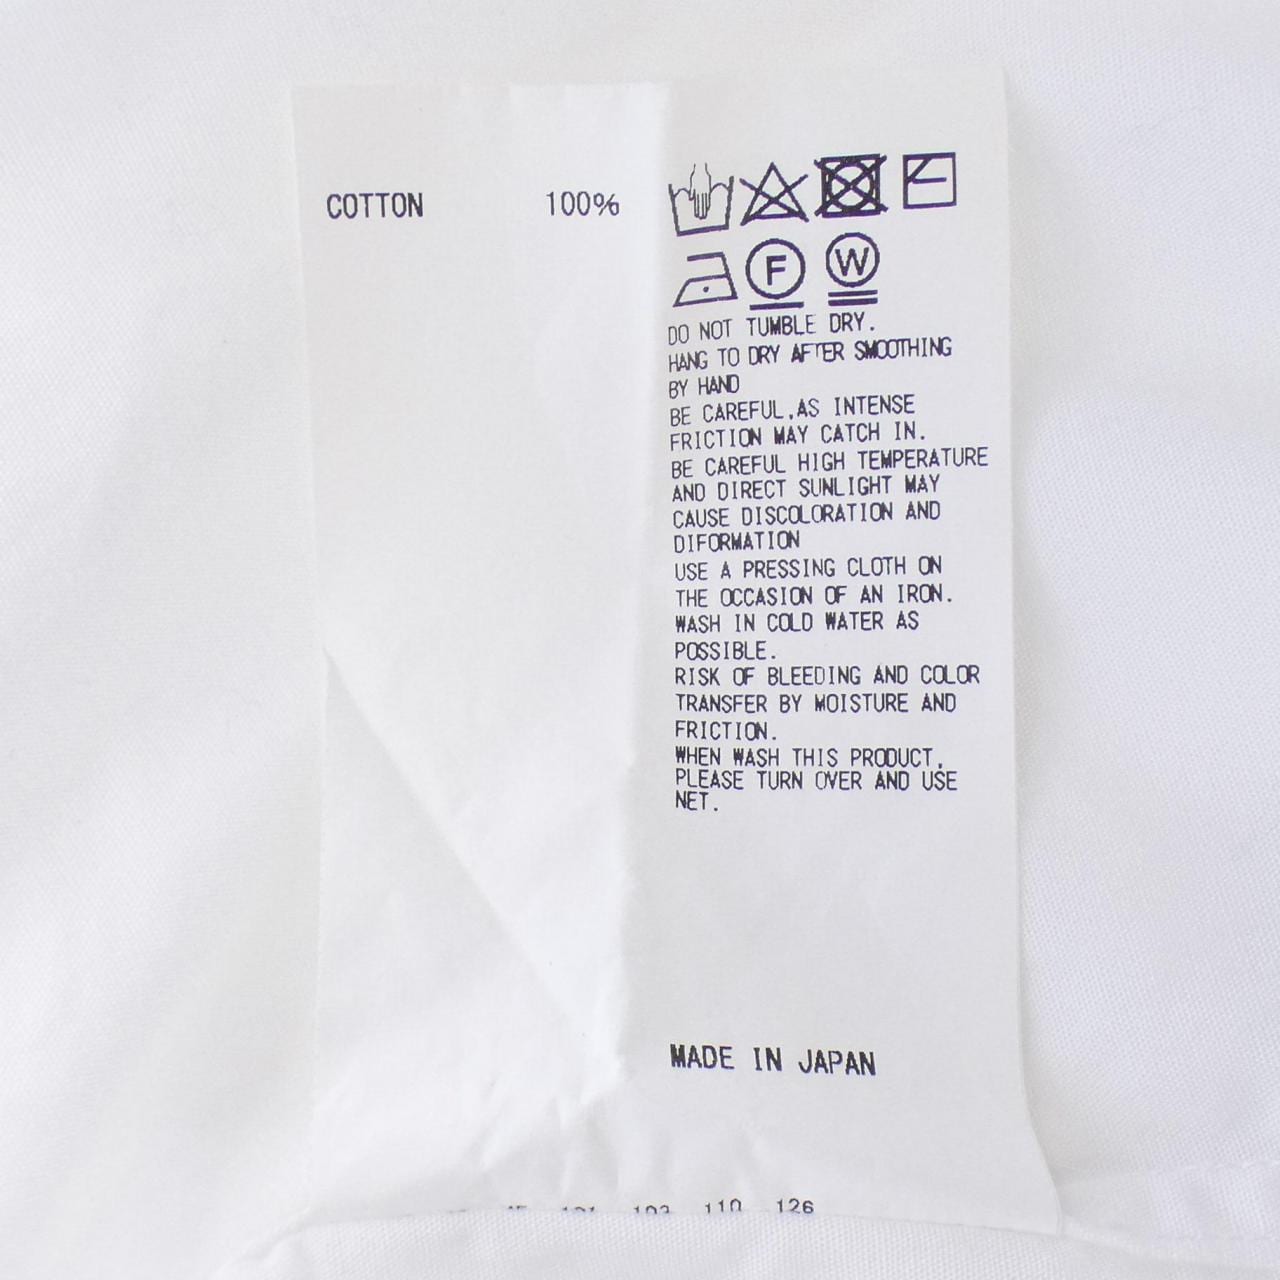 COTTON 100%
F W
DO NOT TUMBLE DRY.
HANG TO DRY AFTER SMOOTHING
BY HAND
BE CAREFUL,AS INTENSE
FRICTION MAY CATCH IN.
BE CAREFUL HIGH TEMPERATURE
AND DIRECT SUNLIGHT MAY
CAUSE DISCOLORATION AND
DIFORMATION
USE A PRESSING CLOTH ON
THE OCCASION OF AN IRON.
WASH IN COLD WATER AS
POSSIBLE.
RISK OF BLEEDING AND COLOR
TRANSFER BY MOISTURE AND
FRICTION.
WHEN WASH THIS PRODUCT,
PLEASE TURN OVER AND USE
NET.
MADE IN JAPAN
110 126